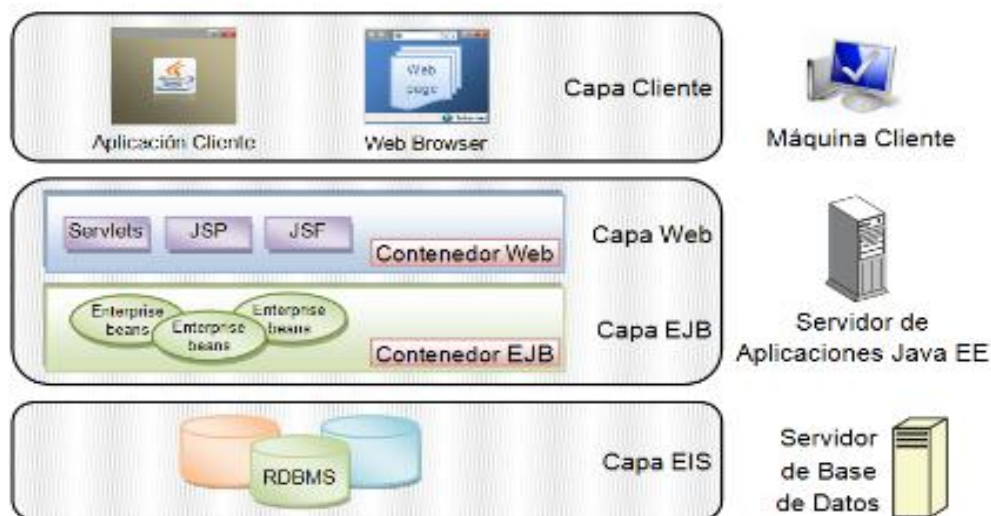 Web
page
Capa Cliente
Aplicación Cliente
Web Browser
Máquina Cliente
Servlets
JSP
JSF
Contenedor Web
Capa Web
Enterprise
beans
Enterprise
beans
Enterprise
beans
Contenedor EJB
Capa EJB
Servidor de
Aplicaciones Java EE
RDBMS
Capa EIS
Servidor
de Base
de Datos